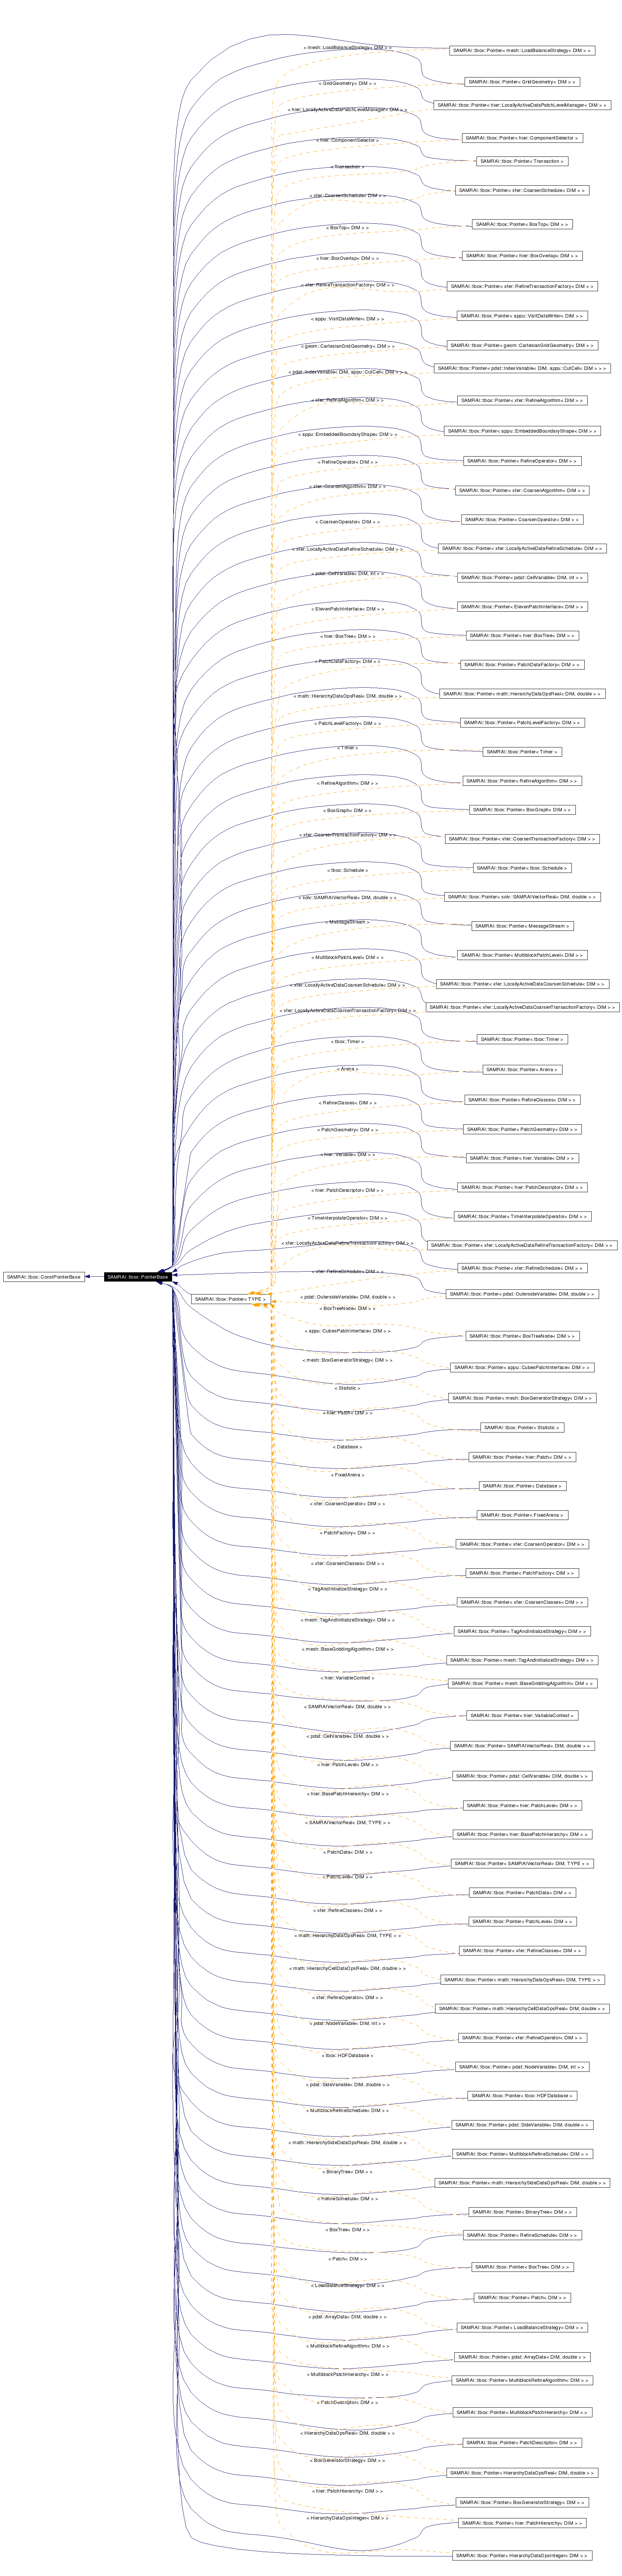 < mesh::LoadBalanceStrategy< DIM > >
SAMRAI::tbox::Pointer< mesh::LoadBalanceStrategy< DIM > >
< GridGeometry< DIM > >
SAMRAI::tbox::Pointer< GridGeometry< DIM > >
SAMRAI::tbox::Pointer< hier::LocallyActiveDataPatchLevelManager< DIM > >
< hier::LocallyActiveDataPatchLevelManager< DIM > >
SAMRAI::tbox::Pointer< hier::ComponentSelector >
< hier::ComponentSelector >
SAMRAI::tbox::Pointer< Transaction >
< Transaction >
SAMRAI::tbox::Pointer< xfer::CoarsenSchedule< DIM > >
< xfer::CoarsenSchedule< DIM > >
SAMRAI::tbox::Pointer< BoxTop< DIM > >
< BoxTop< DIM > >
SAMRAI::tbox::Pointer< hier::BoxOverlap< DIM > >
< hier::BoxOverlap< DIM > >
< xfer::RefineTransactionFactory< DIM > >
SAMRAI::tbox::Pointer< xfer::RefineTransactionFactory< DIM > >
SAMRAI::tbox::Pointer< appu::VisItDataWriter< DIM > >
< appu::VisItDataWriter< DIM > >
SAMRAI::tbox::Pointer< geom::CartesianGridGeometry< DIM > >
< geom::CartesianGridGeometry< DIM > >
SAMRAI::tbox::Pointer< pdat::IndexVariable< DIM, appu::CutCell< DIM > > >
< pdat::IndexVariable< DIM, appu::CutCell< DIM > > >
SAMRAI::tbox::Pointer< xfer::RefineAlgorithm< DIM > >
< xfer::RefineAlgorithm< DIM > >
SAMRAI::tbox::Pointer< appu::EmbeddedBoundaryShape< DIM > >
< appu::EmbeddedBoundaryShape< DIM > >
SAMRAI::tbox::Pointer< RefineOperator< DIM > >
< RefineOperator< DIM > >
< xfer::CoarsenAlgorithm< DIM > >
SAMRAI::tbox::Pointer< xfer::CoarsenAlgorithm< DIM > >
SAMRAI::tbox::Pointer< CoarsenOperator< DIM > >
< CoarsenOperator< DIM > >
SAMRAI::tbox::Pointer< xfer::LocallyActiveDataRefineSchedule< DIM > >
< xfer::LocallyActiveDataRefineSchedule< DIM > >
< pdat::CellVariable< DIM, int > >
SAMRAI::tbox::Pointer< pdat::CellVariable< DIM, int > >
SAMRAI::tbox::Pointer< ElevenPatchInterface< DIM > >
< ElevenPatchInterface< DIM > >
SAMRAI::tbox::Pointer< hier::BoxTree< DIM > >
< hier::BoxTree< DIM > >
< PatchDataFactory< DIM > >
SAMRAI::tbox::Pointer< PatchDataFactory< DIM > >
SAMRAI::tbox::Pointer< math::HierarchyDataOpsReal< DIM, double > >
< math::HierarchyDataOpsReal< DIM, double > >
SAMRAI::tbox::Pointer< PatchLevelFactory< DIM > >
< PatchLevelFactory< DIM > >
< Timer >
SAMRAI::tbox::Pointer< Timer >
SAMRAI::tbox::Pointer< RefineAlgorithm< DIM > >
< RefineAlgorithm< DIM > >
SAMRAI::tbox::Pointer< BoxGraph< DIM > >
< BoxGraph< DIM > >
< xfer::CoarsenTransactionFactory< DIM > >
SAMRAI::tbox::Pointer< xfer::CoarsenTransactionFactory< DIM > >
SAMRAI::tbox::Pointer< tbox::Schedule >
< tbox::Schedule >
SAMRAI::tbox::Pointer< solv::SAMRAIVectorReal< DIM, double > >
< solv::SAMRAIVectorReal< DIM, double > >
< MessageStream >
SAMRAI::tbox::Pointer< MessageStream >
SAMRAI::tbox::Pointer< MultiblockPatchLevel< DIM > >
< MultiblockPatchLevel< DIM > >
SAMRAI::tbox::Pointer< xfer::LocallyActiveDataCoarsenSchedule< DIM > >
< xfer::LocallyActiveDataCoarsenSchedule< DIM > >
SAMRAI::tbox::Pointer< xfer::LocallyActiveDataCoarsenTransactionFactory< DIM > >
< xfer::LocallyActiveDataCoarsenTransactionFactory< DIM > >
SAMRAI::tbox::Pointer< tbox::Timer >
< tbox::Timer >
< Arena >
SAMRAI::tbox::Pointer< Arena >
SAMRAI::tbox::Pointer< RefineClasses< DIM > >
< RefineClasses< DIM > >
SAMRAI::tbox::Pointer< PatchGeometry< DIM > >
< PatchGeometry< DIM > >
< hier::Variable< DIM > >
SAMRAI::tbox::Pointer< hier::Variable< DIM > >
SAMRAI::tbox::Pointer< hier::PatchDescriptor< DIM > >
< hier::PatchDescriptor< DIM > >
SAMRAI::tbox::Pointer< TimeInterpolateOperator< DIM > >
< TimeInterpolateOperator< DIM > >
< xfer::LocallyActiveDataRefineTransactionFactory< DIM > >
SAMRAI::tbox::Pointer< xfer::LocallyActiveDataRefineTransactionFactory< DIM > >
SAMRAI::tbox::Pointer< xfer::RefineSchedule< DIM > >
< xfer::RefineSchedule< DIM > >
SAMRAI::tbox::ConstPointerBase
SAMRAI::tbox::PointerBase
SAMRAI::tbox::Pointer< TYPE >
SAMRAI::tbox::Pointer< pdat::OutersideVariable< DIM, double > >
< pdat::OutersideVariable< DIM, double > >
< BoxTreeNode< DIM > >
SAMRAI::tbox::Pointer< BoxTreeNode< DIM > >
< appu::CubesPatchInterface< DIM > >
SAMRAI::tbox::Pointer< appu::CubesPatchInterface< DIM > >
< mesh::BoxGeneratorStrategy< DIM > >
SAMRAI::tbox::Pointer< mesh::BoxGeneratorStrategy< DIM > >
< Statistic >
SAMRAI::tbox::Pointer< Statistic >
< hier::Patch< DIM > >
SAMRAI::tbox::Pointer< hier::Patch< DIM > >
< Database >
SAMRAI::tbox::Pointer< Database >
< FixedArena >
SAMRAI::tbox::Pointer< FixedArena >
< xfer::CoarsenOperator< DIM > >
SAMRAI::tbox::Pointer< xfer::CoarsenOperator< DIM > >
< PatchFactory< DIM > >
SAMRAI::tbox::Pointer< PatchFactory< DIM > >
< xfer::CoarsenClasses< DIM > >
SAMRAI::tbox::Pointer< xfer::CoarsenClasses< DIM > >
< TagAndInitializeStrategy< DIM > >
SAMRAI::tbox::Pointer< TagAndInitializeStrategy< DIM > >
< mesh::TagAndInitializeStrategy< DIM > >
SAMRAI::tbox::Pointer< mesh::TagAndInitializeStrategy< DIM > >
< mesh::BaseGriddingAlgorithm< DIM > >
SAMRAI::tbox::Pointer< mesh::BaseGriddingAlgorithm< DIM > >
< hier::VariableContext >
SAMRAI::tbox::Pointer< hier::VariableContext >
< SAMRAIVectorReal< DIM, double > >
SAMRAI::tbox::Pointer< SAMRAIVectorReal< DIM, double > >
< pdat::CellVariable< DIM, double > >
SAMRAI::tbox::Pointer< pdat::CellVariable< DIM, double > >
< hier::PatchLevel< DIM > >
SAMRAI::tbox::Pointer< hier::PatchLevel< DIM > >
< hier::BasePatchHierarchy< DIM > >
SAMRAI::tbox::Pointer< hier::BasePatchHierarchy< DIM > >
< SAMRAIVectorReal< DIM, TYPE > >
SAMRAI::tbox::Pointer< SAMRAIVectorReal< DIM, TYPE > >
< PatchData< DIM > >
SAMRAI::tbox::Pointer< PatchData< DIM > >
< PatchLevel< DIM > >
SAMRAI::tbox::Pointer< PatchLevel< DIM > >
< xfer::RefineClasses< DIM > >
SAMRAI::tbox::Pointer< xfer::RefineClasses< DIM > >
< math::HierarchyDataOpsReal< DIM, TYPE > >
SAMRAI::tbox::Pointer< math::HierarchyDataOpsReal< DIM, TYPE > >
< math::HierarchyCellDataOpsReal< DIM, double > >
SAMRAI::tbox::Pointer< math::HierarchyCellDataOpsReal< DIM, double > >
< xfer::RefineOperator< DIM > >
SAMRAI::tbox::Pointer< xfer::RefineOperator< DIM > >
< pdat::NodeVariable< DIM, int > >
SAMRAI::tbox::Pointer< pdat::NodeVariable< DIM, int > >
< tbox::HDFDatabase >
SAMRAI::tbox::Pointer< tbox::HDFDatabase >
< pdat::SideVariable< DIM, double > >
SAMRAI::tbox::Pointer< pdat::SideVariable< DIM, double > >
< MultiblockRefineSchedule< DIM > >
SAMRAI::tbox::Pointer< MultiblockRefineSchedule< DIM > >
< math::HierarchySideDataOpsReal< DIM, double > >
SAMRAI::tbox::Pointer< math::HierarchySideDataOpsReal< DIM, double > >
< BinaryTree< DIM > >
SAMRAI::tbox::Pointer< BinaryTree< DIM > >
< RefineSchedule< DIM > >
SAMRAI::tbox::Pointer< RefineSchedule< DIM > >
< BoxTree< DIM > >
SAMRAI::tbox::Pointer< BoxTree< DIM > >
< Patch< DIM > >
SAMRAI::tbox::Pointer< Patch< DIM > >
< LoadBalanceStrategy< DIM > >
SAMRAI::tbox::Pointer< LoadBalanceStrategy< DIM > >
< pdat::ArrayData< DIM, double > >
SAMRAI::tbox::Pointer< pdat::ArrayData< DIM, double > >
< MultiblockRefineAlgorithm< DIM > >
SAMRAI::tbox::Pointer< MultiblockRefineAlgorithm< DIM > >
< MultiblockPatchHierarchy< DIM > >
SAMRAI::tbox::Pointer< MultiblockPatchHierarchy< DIM > >
< PatchDescriptor< DIM > >
SAMRAI::tbox::Pointer< PatchDescriptor< DIM > >
< HierarchyDataOpsReal< DIM, double > >
SAMRAI::tbox::Pointer< HierarchyDataOpsReal< DIM, double > >
< BoxGeneratorStrategy< DIM > >
SAMRAI::tbox::Pointer< BoxGeneratorStrategy< DIM > >
< hier::PatchHierarchy< DIM > >
SAMRAI::tbox::Pointer< hier::PatchHierarchy< DIM > >
< HierarchyDataOpsInteger< DIM > >
SAMRAI::tbox::Pointer< HierarchyDataOpsInteger< DIM > >